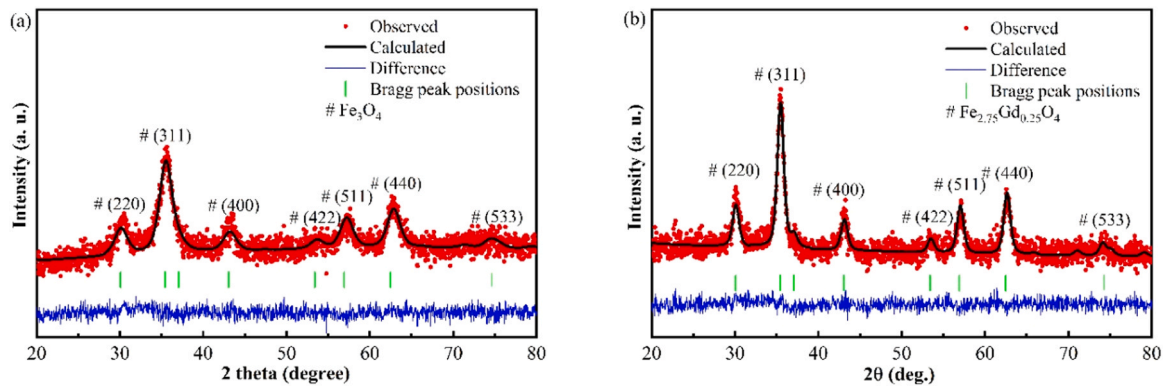 (a)
Observed
Calculated
Difference
Bragg peak positions
# Fe3O4
# (311)
# (220)
# (400)
# (422)
# (511)
# (440)
# (533)
Intensity (a. u.)
20 30 40 50 60 70 80
2 theta (degree)
(b)
Observed
Calculated
Difference
Bragg peak positions
# Fe2.75Gd0.25O4
# (311)
# (220)
# (400)
# (422)
# (511)
# (440)
# (533)
Intensity (a. u.)
20 30 40 50 60 70 80
2θ (deg.)